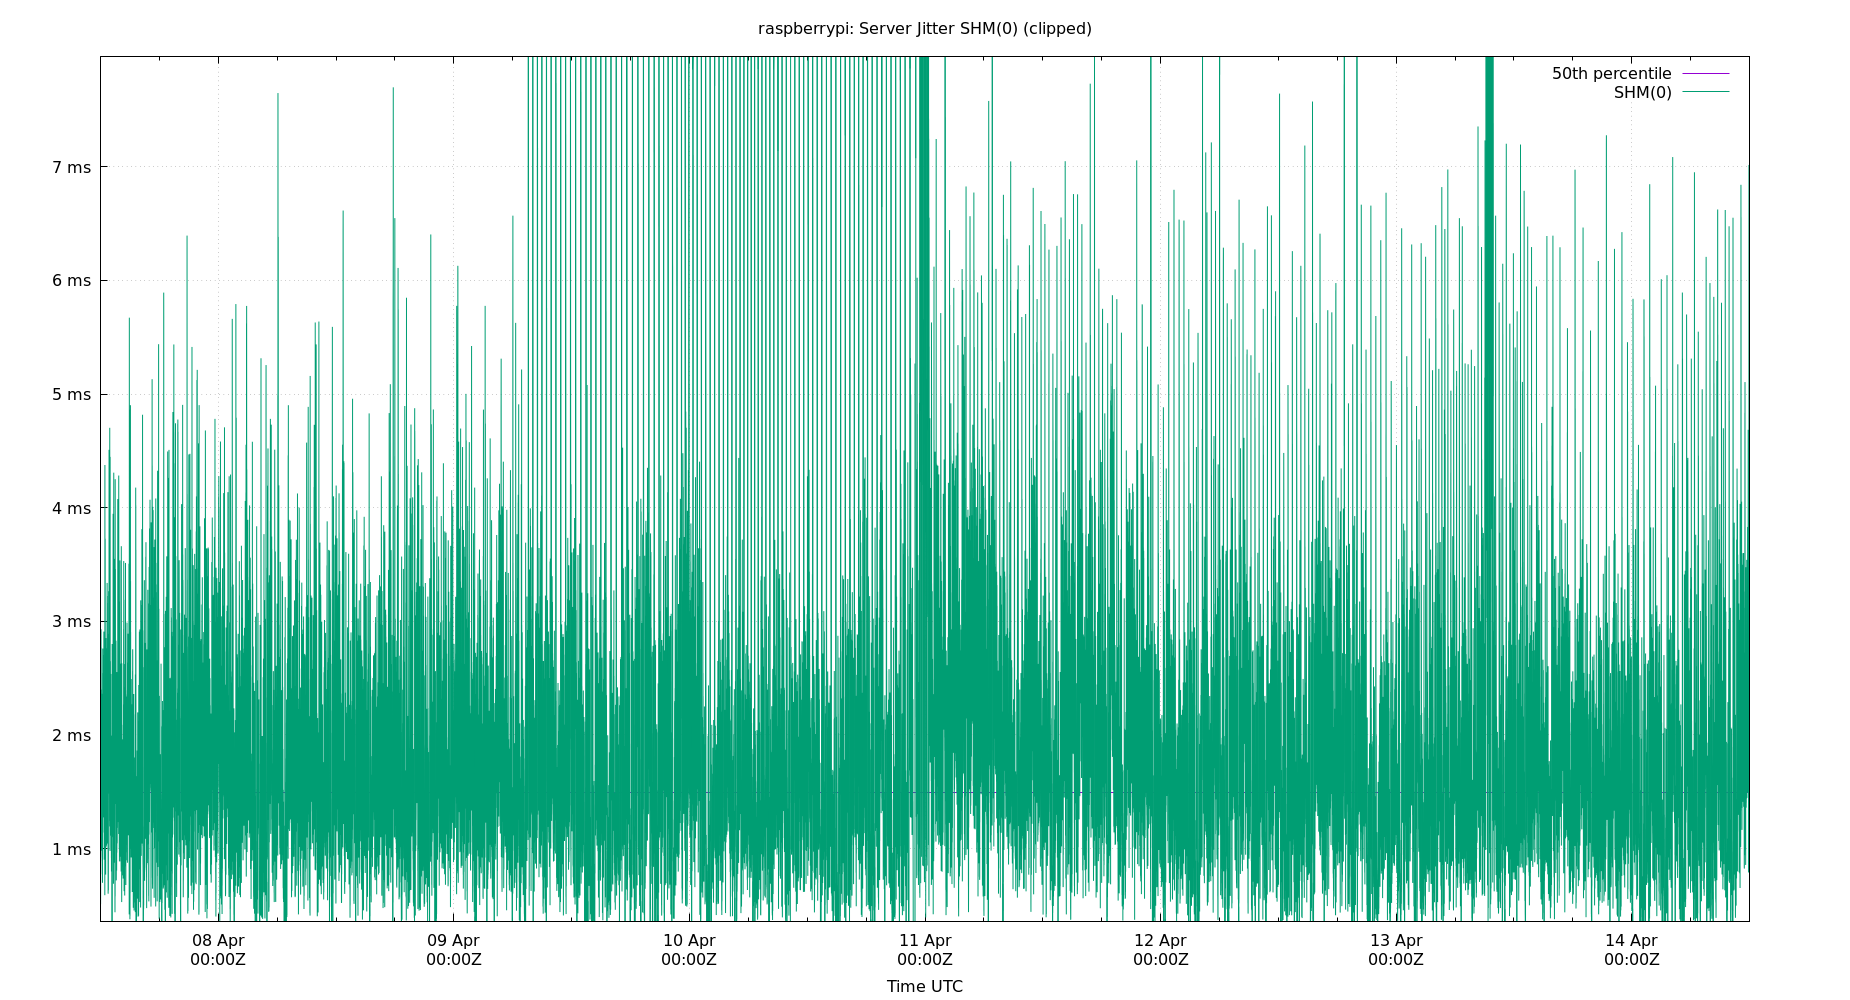 raspberrypi: Server Jitter SHM(0) (clipped)
50th percentile
SHM(0)
7 ms
6 ms
5 ms
4 ms
3 ms
2 ms
1 ms
08 Apr 09 Apr 10 Apr 11 Apr 12 Apr 13 Apr 14 Apr
00:00Z 00:00Z 00:00Z 00:00Z 00:00Z 00:00Z 00:00Z
Time UTC